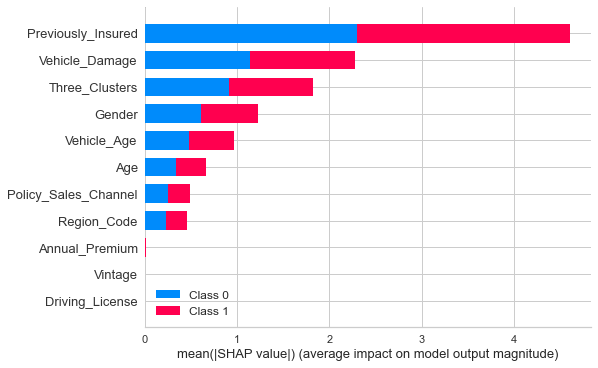 Previously_Insured
Vehicle_Damage
Three_Clusters
Gender
Vehicle_Age
Age
Policy_Sales_Channel
Region_Code
Annual_Premium
Vintage
Driving_License
Class 0
Class 1
0 1 2 3 4
mean(|SHAP value|) (average impact on model output magnitude)